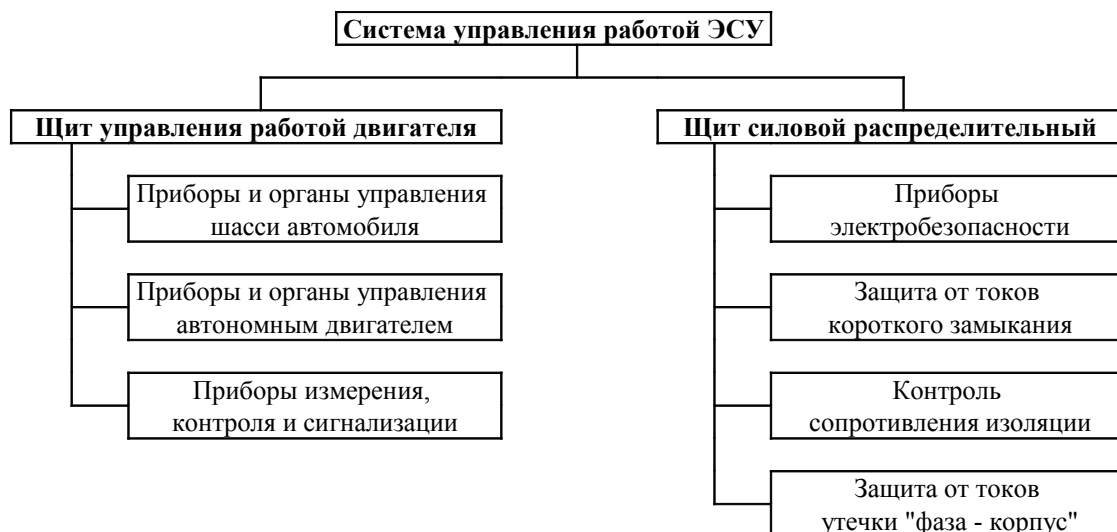 Система управления работой ЭСУ
Щит управления работой двигателя
Приборы и органы управления
шасси автомобиля
Приборы и органы управления
автономным двигателем
Приборы измерения,
контроля и сигнализации
Щит силовой распределительный
Приборы
электробезопасности
Защита от токов
короткого замыкания
Контроль
сопротивления изоляции
Защита от токов
утечки "фаза - корпус"